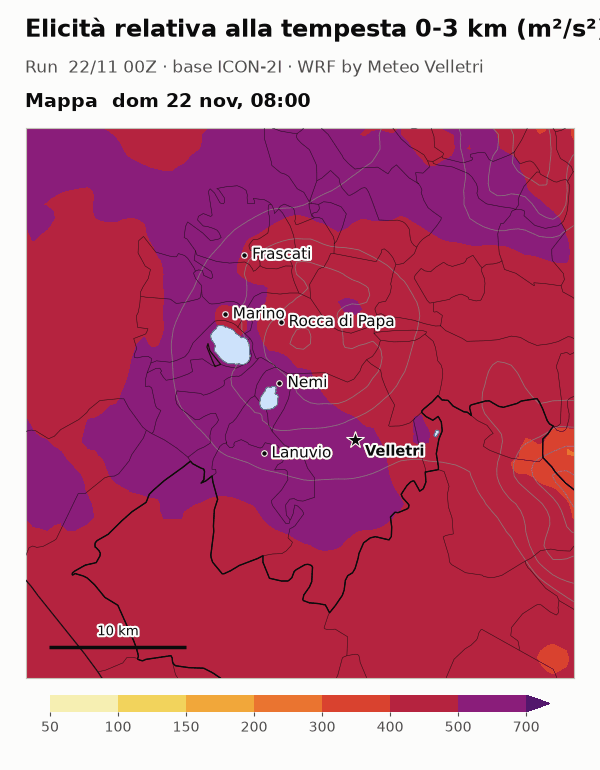 Elicità relativa alla tempesta 0-3 km (m²/s²)
Run  22/11 00Z · base ICON-2I · WRF by Meteo Velletri
Mappa  dom 22 nov, 08:00
Frascati
Marino
Rocca di Papa
Nemi
Velletri
Lanuvio
10 km
50 100 150 200 300 400 500 700